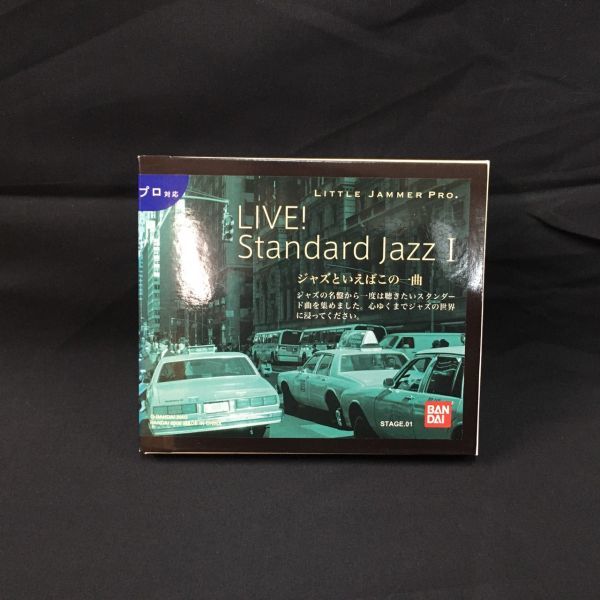 プロ対応
LITTLE JAMMER PRO.
LIVE!
Standard Jazz I
ジャズといえばこの一曲
ジャズの名盤から一度は聴きたいスタンダー
ド曲を集めました。心ゆくまでジャズの世界
に浸ってください。
BAN
DAI
STAGE.01